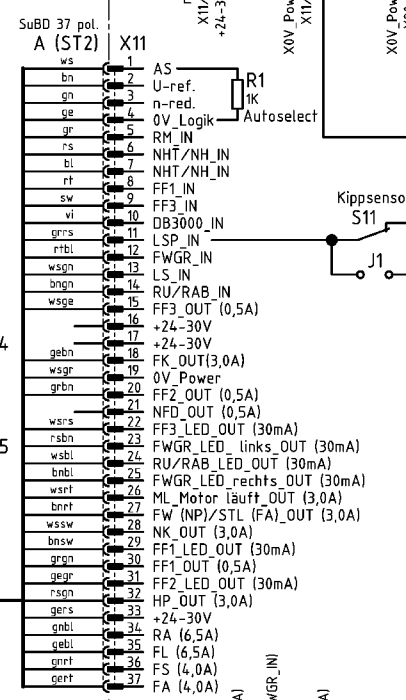 SuBD 37 pol.
A (ST2) X11
X11/
+24-3
X0V_Pow
X11/
X0V_Pow
ws 1 AS
bn 2 U-ref.
gn 3 n-red.
ge 4 0V_Logik
R1
1K
Autoselect
gr 5 RM_IN
rs 6 NHT/NH_IN
bl 7 NHT/NH_IN
rt 8 FF1_IN
sw 9 FF3_IN
vi 10 DB3000_IN
Kippsenso
S11
grrs 11 LSP_IN
rtbl 12 FWGR_IN
J1
wsgn 13 LS_IN
bngn 14 RU/RAB_IN
wsge 15 FF3_OUT (0,5A)
16 +24-30V
17 +24-30V
4
gebn 18 FK_OUT(3,0A)
wsgr 19 0V_Power
grbn 20 FF2_OUT (0,5A)
21 NFD_OUT (0,5A)
wsrs 22 FF3_LED_OUT (30mA)
5
rsbn 23 FWGR_LED_ links_OUT (30mA)
wsbl 24 RU/RAB_LED_OUT (30mA)
bnbl 25 FWGR_LED_rechts_OUT (30mA)
wsrt 26 ML_Motor läuft_OUT (3,0A)
bnrt 27 FW (NP)/STL (FA)_OUT (3,0A)
wssw 28 NK_OUT (3,0A)
bnsw 29 FF1_LED_OUT (30mA)
grgn 30 FF1_OUT (0,5A)
gegr 31 FF2_LED_OUT (30mA)
rsgn 32 HP_OUT (3,0A)
gers 33 +24-30V
gnbl 34 RA (6,5A)
gebl 35 FL (6,5A)
gnrt 36 FS (4,0A)
gert 37 FA (4,0A)
A)
WGR_IN)
A)